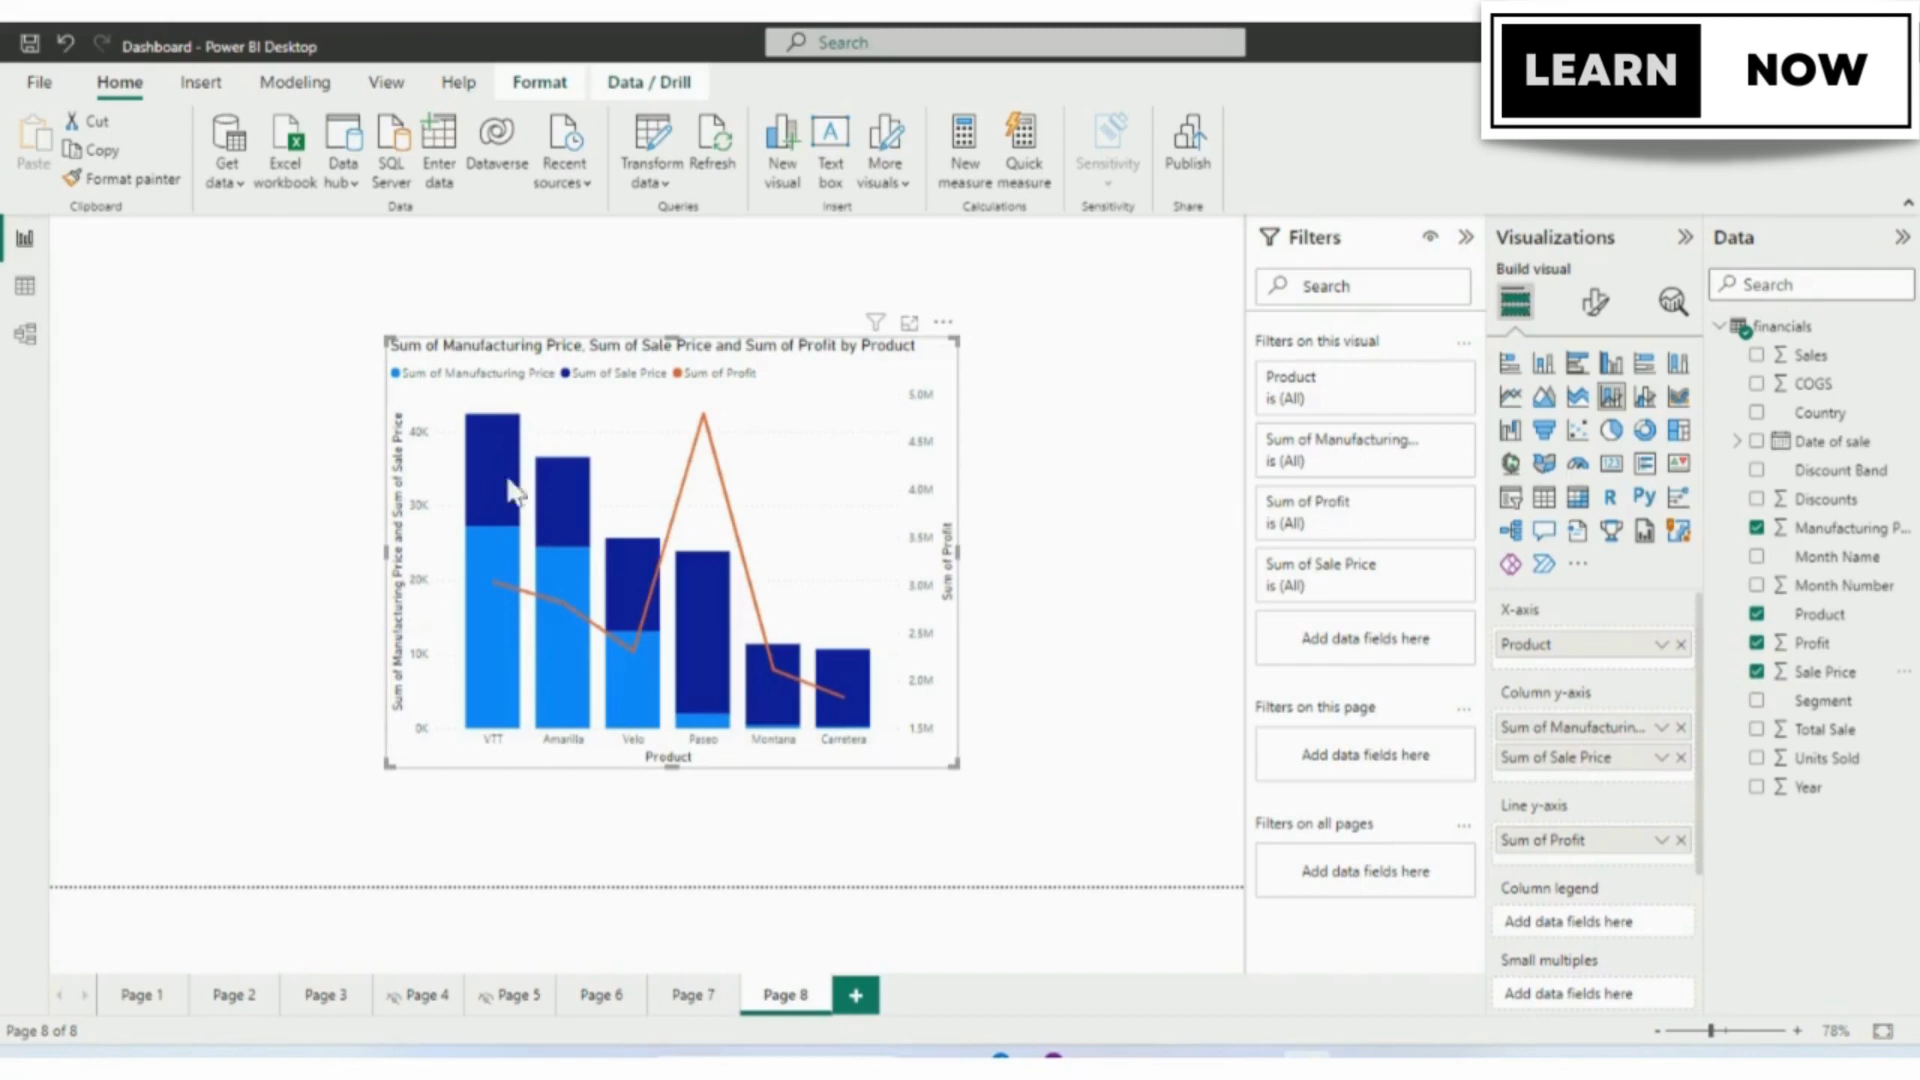 LEARN NOW
Dashboard - Power BI Desktop
Search
File Home Insert Modeling View Help Format Data / Drill
Paste
Cut
Copy
Format painter
Clipboard
Get data
Excel workbook
Data hub
SQL Server
Enter data
Dataverse
Recent sources
Data
Transform data
Refresh
Queries
New visual
Text box
More visuals
Insert
New measure
Quick measure
Calculations
Sensitivity
Sensitivity
Publish
Share
Sum of Manufacturing Price, Sum of Sale Price and Sum of Profit by Product
Sum of Manufacturing Price Sum of Sale Price Sum of Profit
Sum of Manufacturing Price and Sum of Sale Price
40K
30K
20K
10K
0K
5.0M
4.5M
4.0M
3.5M
3.0M
2.5M
2.0M
1.5M
Sum of Profit
VTT Amarilla Velo Paseo Montana Carretera
Product
Filters
Search
Filters on this visual
Product
is (All)
Sum of Manufacturing...
is (All)
Sum of Profit
is (All)
Sum of Sale Price
is (All)
Add data fields here
Filters on this page
Add data fields here
Filters on all pages
Add data fields here
Visualizations
Build visual
123
R Py
X-axis
Product
Column y-axis
Sum of Manufacturin...
Sum of Sale Price
Line y-axis
Sum of Profit
Column legend
Add data fields here
Small multiples
Add data fields here
Data
Search
financials
Sales
COGS
Country
Date of sale
Discount Band
Discounts
Manufacturing P...
Month Name
Month Number
Product
Profit
Sale Price
Segment
Total Sale
Units Sold
Year
Page 1 Page 2 Page 3 Page 4 Page 5 Page 6 Page 7 Page 8
Page 8 of 8
78%